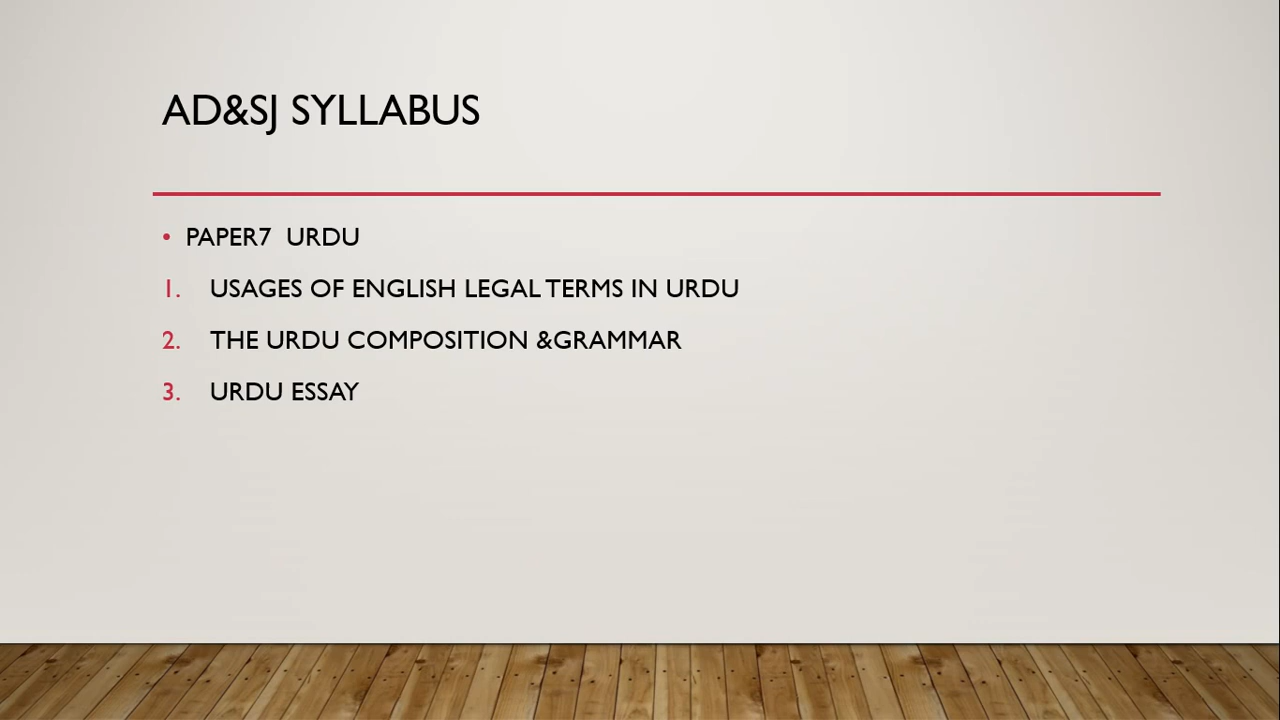 AD&SJ SYLLABUS
• PAPER7  URDU
1. USAGES OF ENGLISH LEGAL TERMS IN URDU
2. THE URDU COMPOSITION &GRAMMAR
3. URDU ESSAY